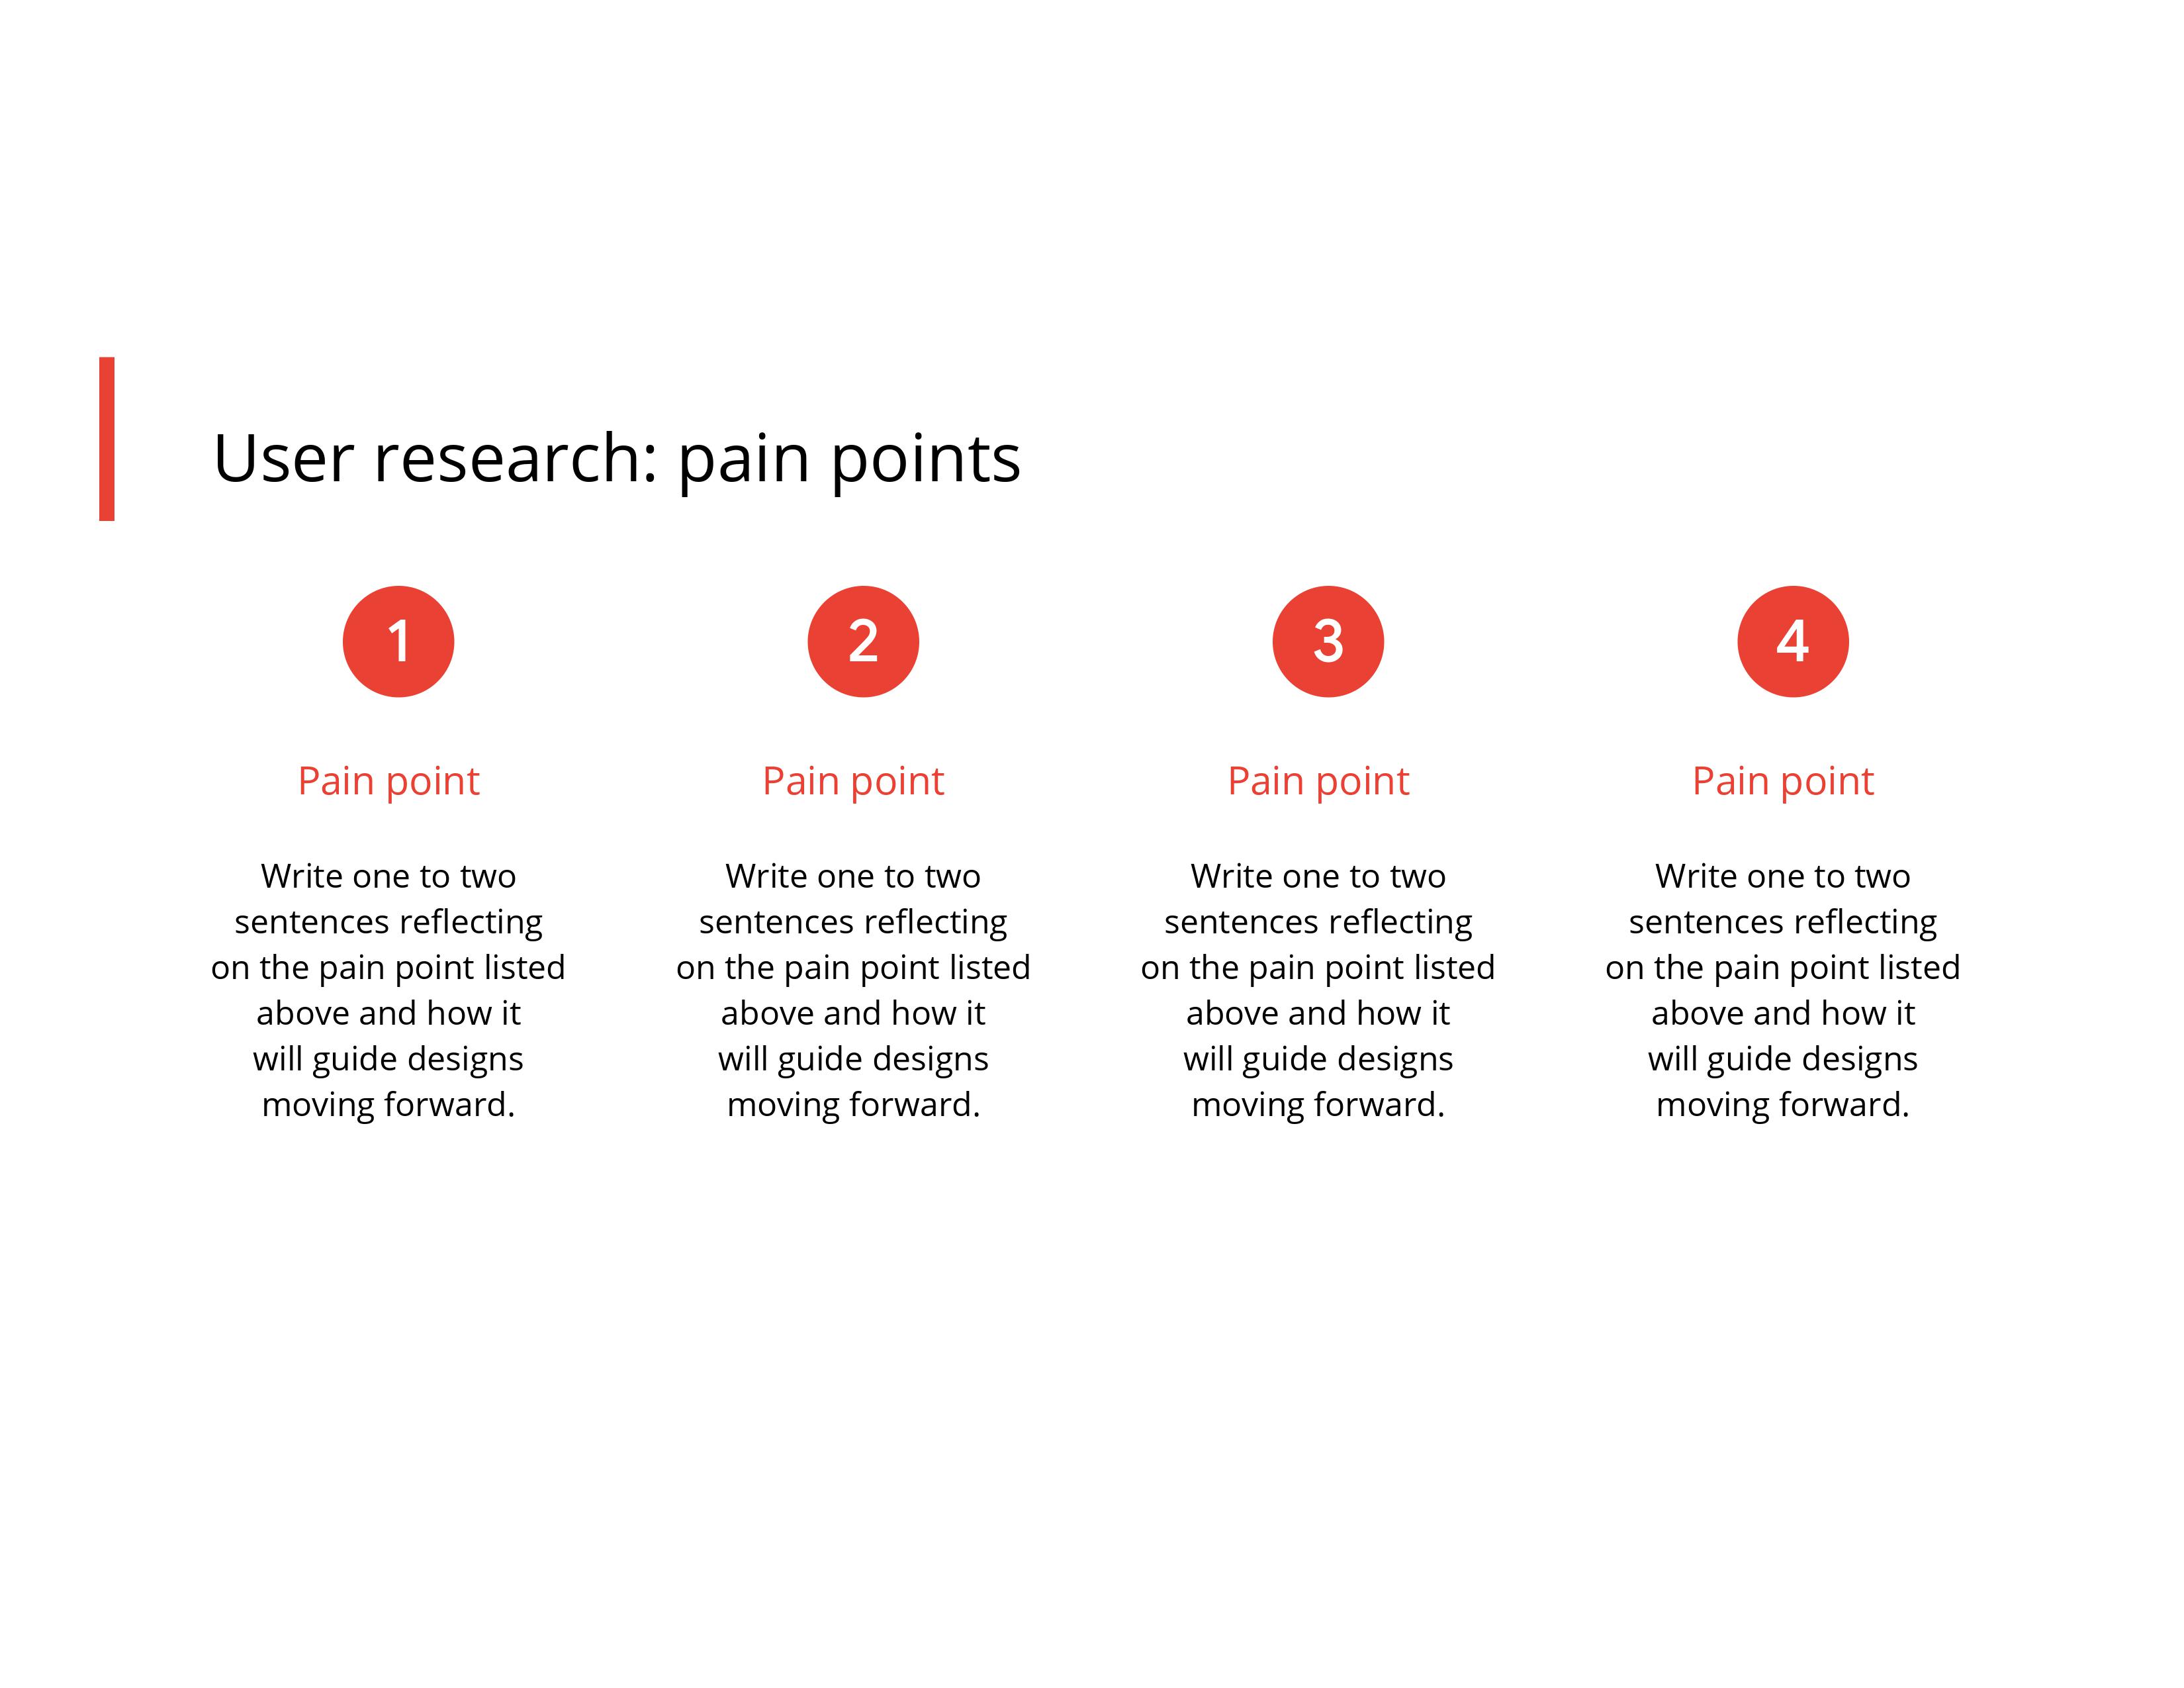 User research: pain points
1
Pain point
Write one to two
sentences reflecting
on the pain point listed
above and how it
will guide designs
moving forward.
2
Pain point
Write one to two
sentences reflecting
on the pain point listed
above and how it
will guide designs
moving forward.
3
Pain point
Write one to two
sentences reflecting
on the pain point listed
above and how it
will guide designs
moving forward.
4
Pain point
Write one to two
sentences reflecting
on the pain point listed
above and how it
will guide designs
moving forward.